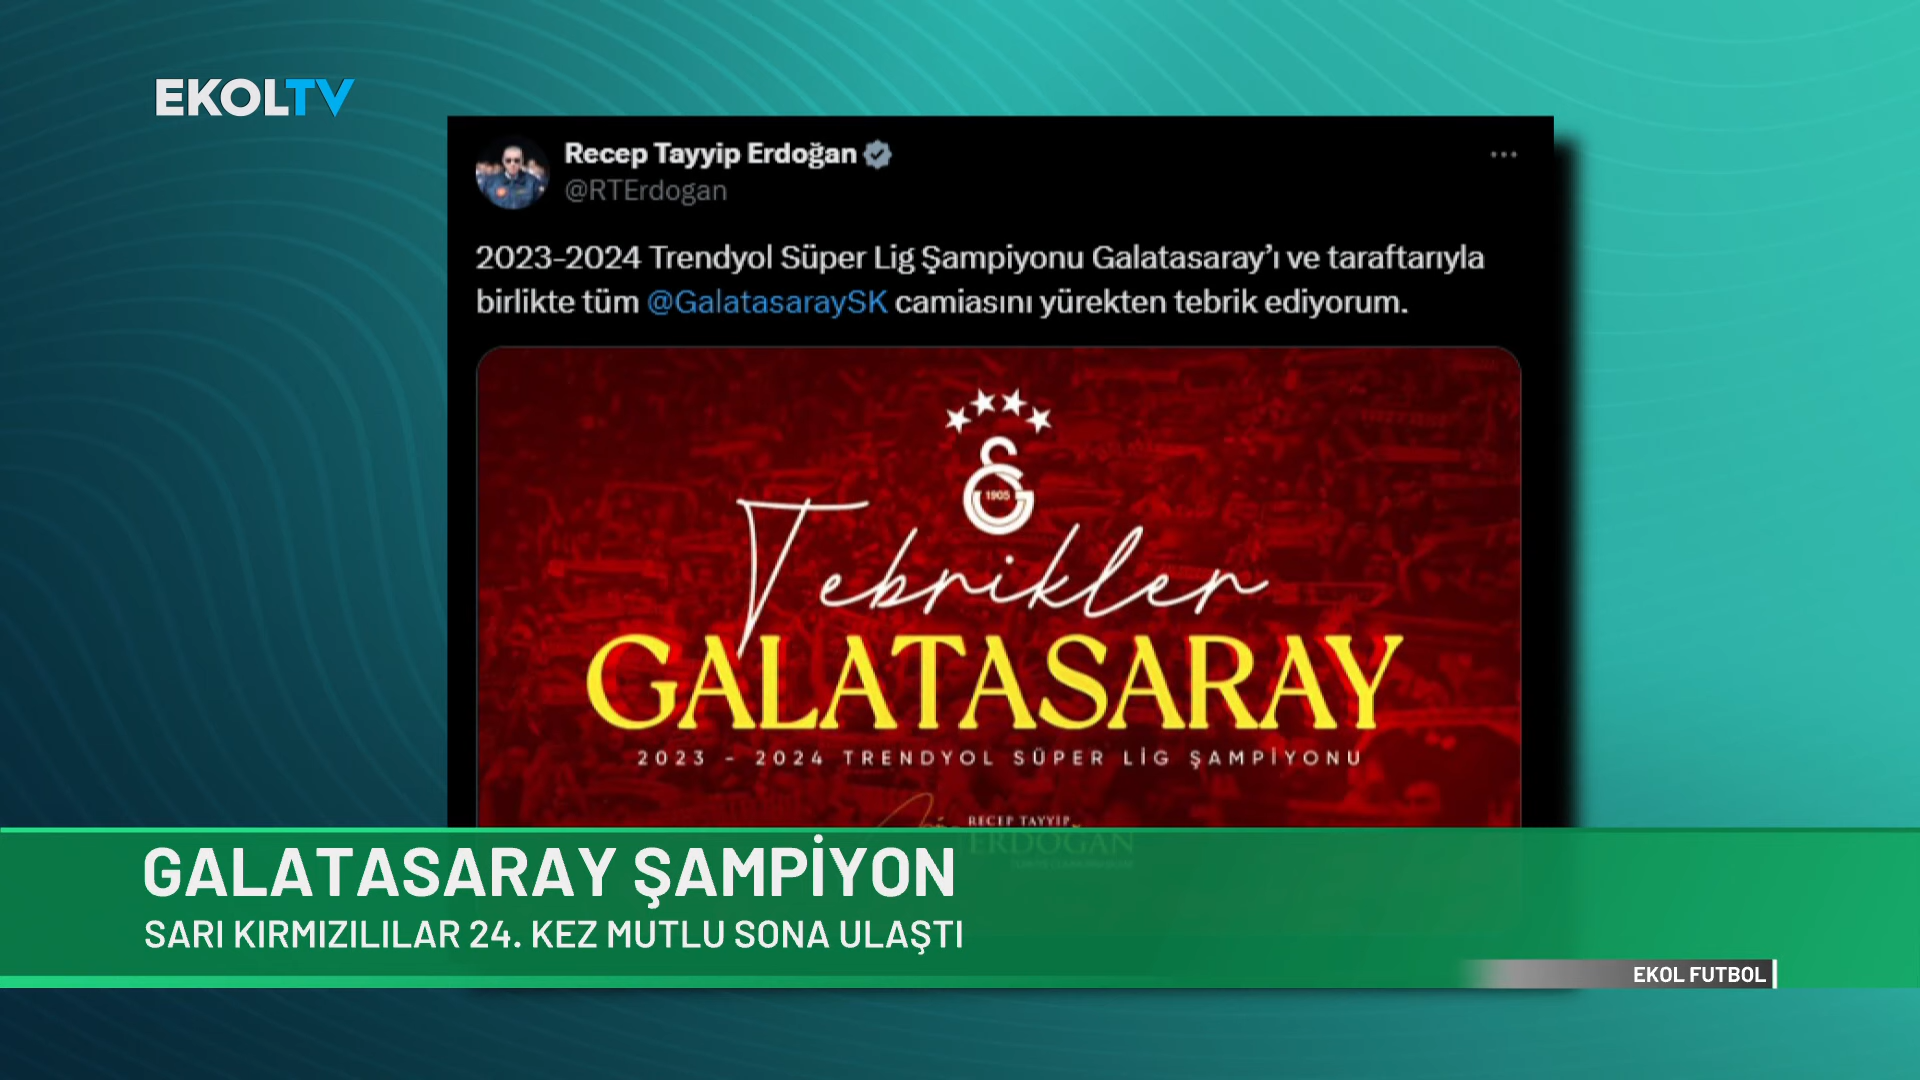 EKOLTV
Recep Tayyip Erdoğan
@RTErdogan
2023-2024 Trendyol Süper Lig Şampiyonu Galatasaray’ı ve taraftarıyla
birlikte tüm @GalatasaraySK camiasını yürekten tebrik ediyorum.
1905
Tebrikler
GALATASARAY
2023 - 2024 TRENDYOL SÜPER LİG ŞAMPİYONU
RECEP TAYYİP
ERDOĞAN
GALATASARAY ŞAMPİYON
SARI KIRMIZILILAR 24. KEZ MUTLU SONA ULAŞTI
EKOL FUTBOL